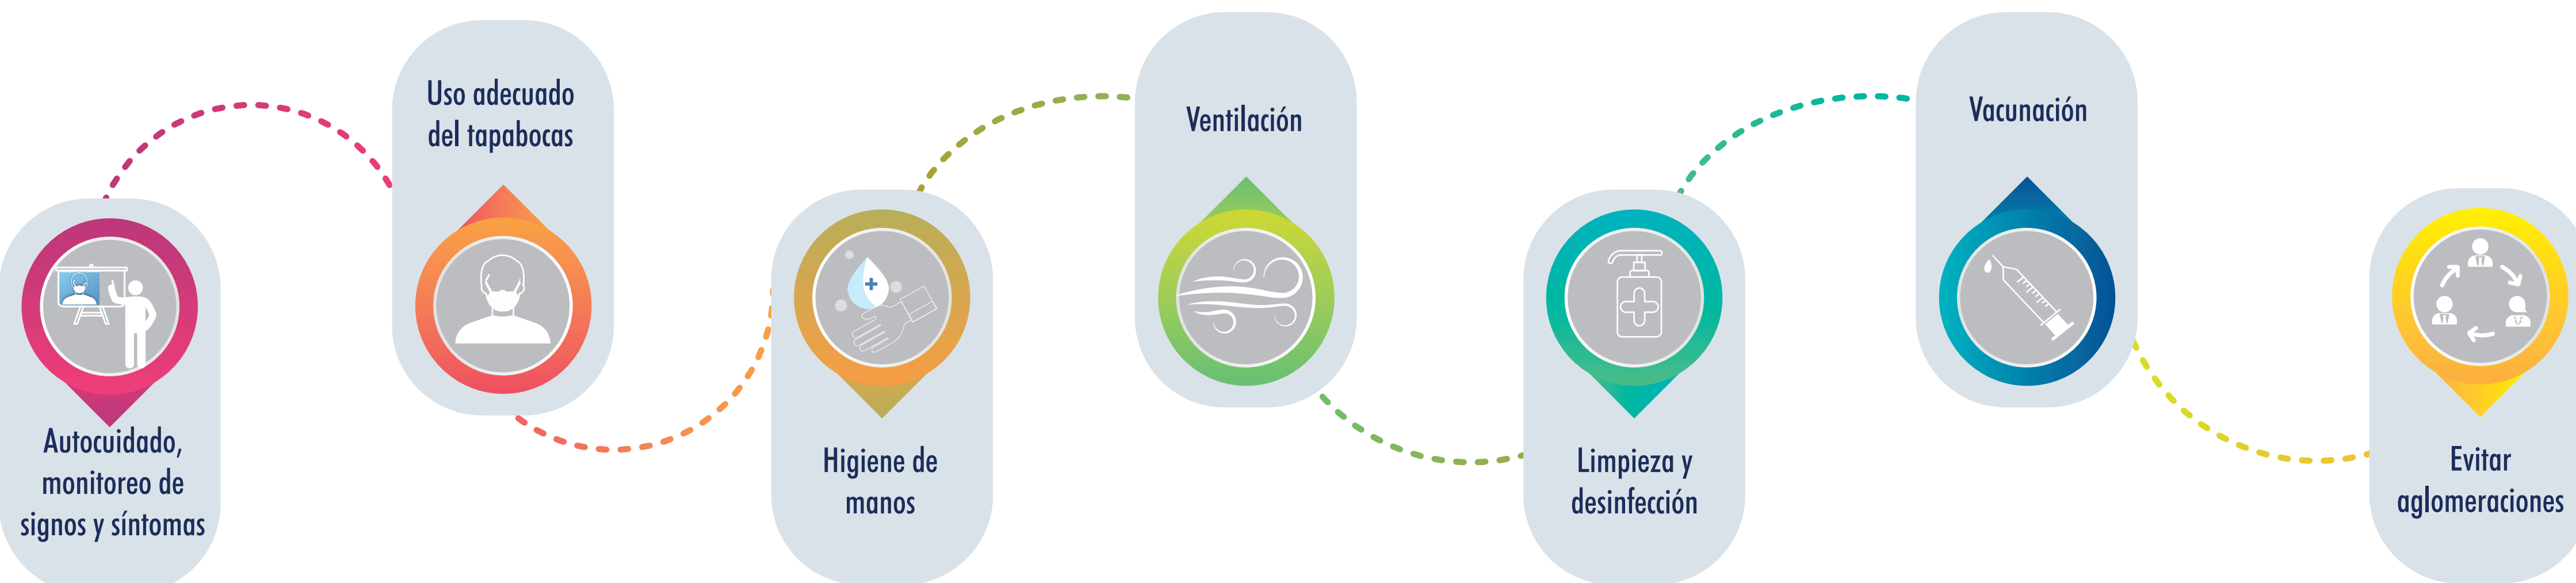 Autocuidado,
monitoreo de
signos y síntomas
Uso adecuado
del tapabocas
Higiene de
manos
Ventilación
Limpieza y
desinfección
Vacunación
Evitar
aglomeraciones